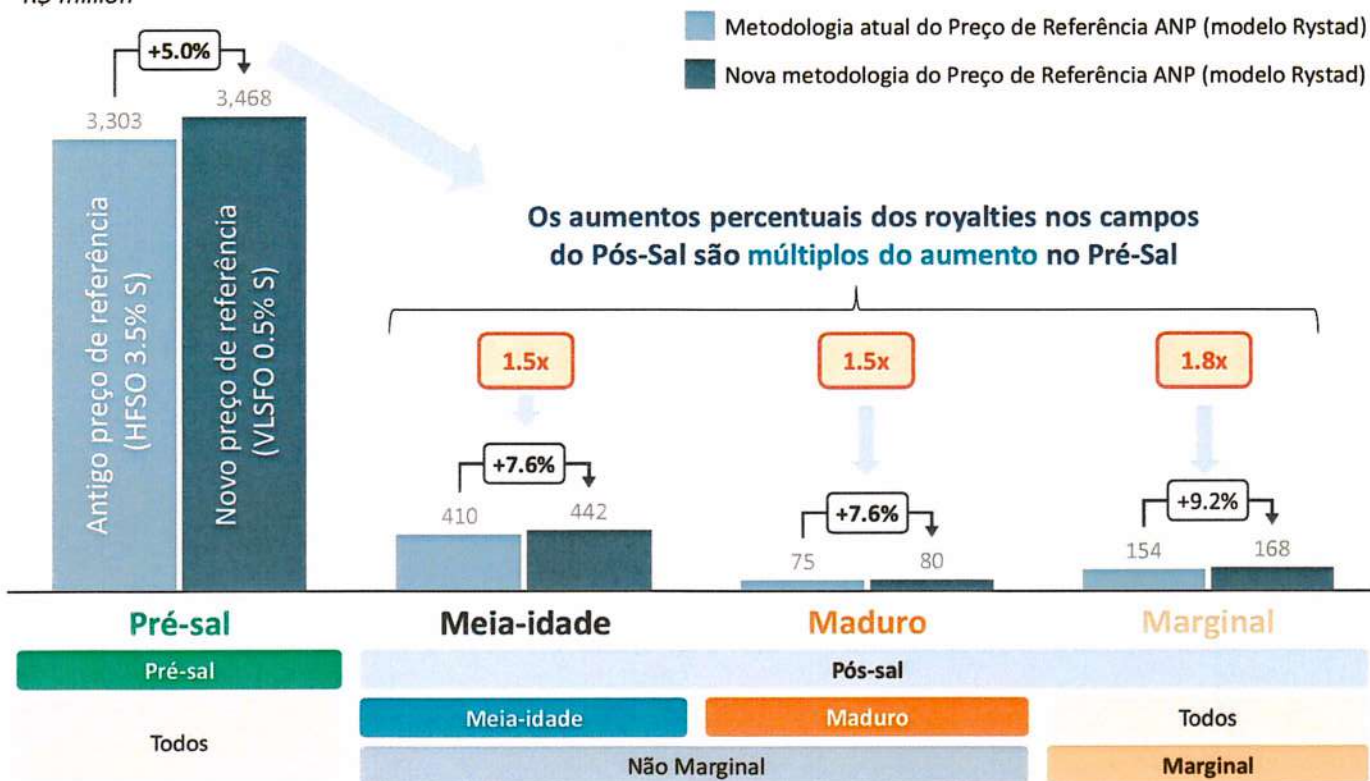 R$ million
Metodologia atual do Preço de Referência ANP (modelo Rystad)
Nova metodologia do Preço de Referência ANP (modelo Rystad)
+5.0%
3,303
3,468
Antigo preço de referência
(HFSO 3.5% S)
Novo preço de referência
(VLSFO 0.5% S)
Os aumentos percentuais dos royalties nos campos
do Pós-Sal são múltiplos do aumento no Pré-Sal
1.5x
1.5x
1.8x
+7.6%
+7.6%
+9.2%
410
442
75
80
154
168
Pré-sal
Meia-idade
Maduro
Marginal
Pré-sal
Pós-sal
Todos
Meia-idade
Maduro
Todos
Não Marginal
Marginal